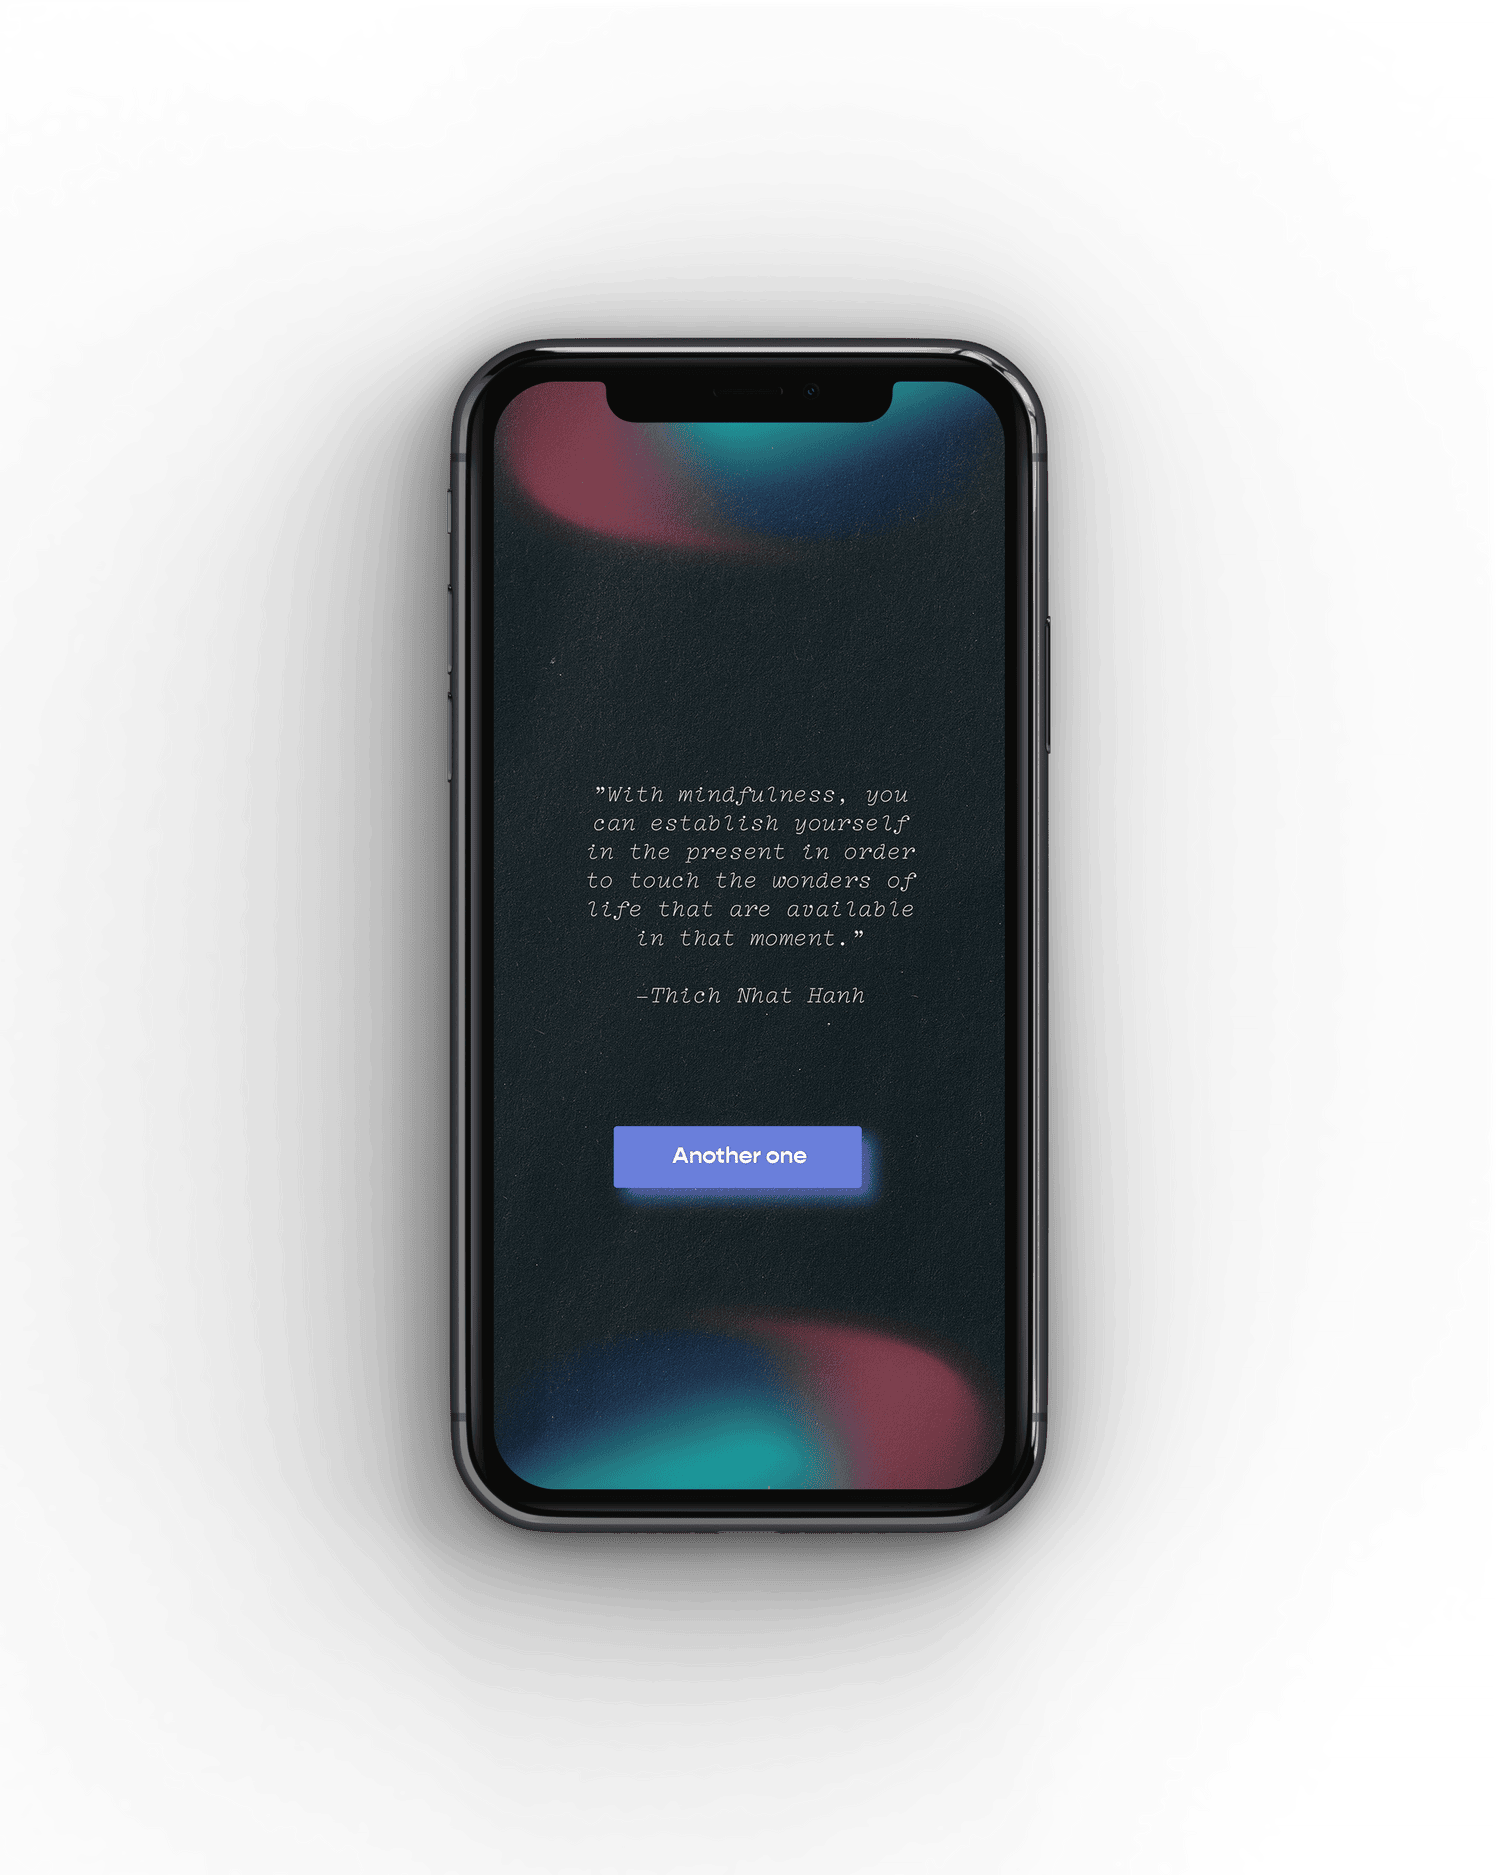 ”With mindfulness, you
can establish yourself
in the present in order
to touch the wonders of
life that are available
in that moment.”
–Thich Nhat Hanh
Another one